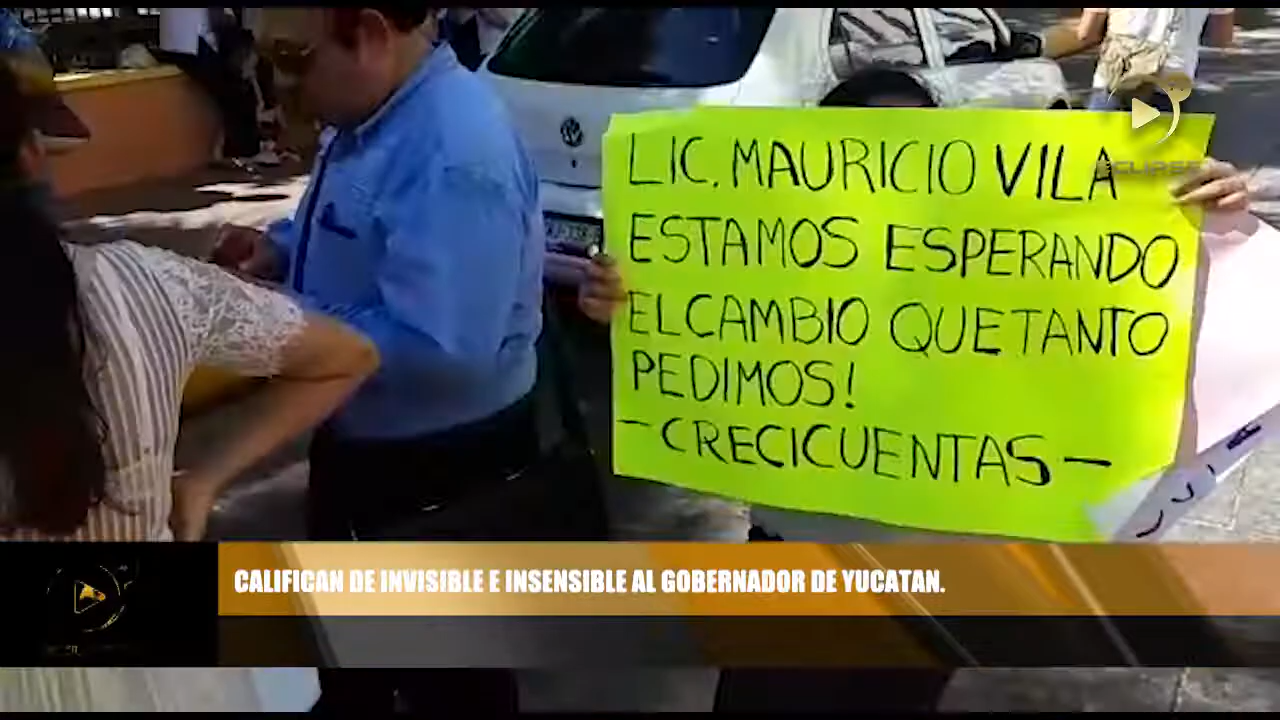 LIC. MAURICIO VILA
ESTAMOS ESPERANDO
EL CAMBIO QUE TANTO
PEDIMOS!
- CRECICUENTAS -
ECLIPSE
CALIFICAN DE INVISIBLE E INSENSIBLE AL GOBERNADOR DE YUCATAN.